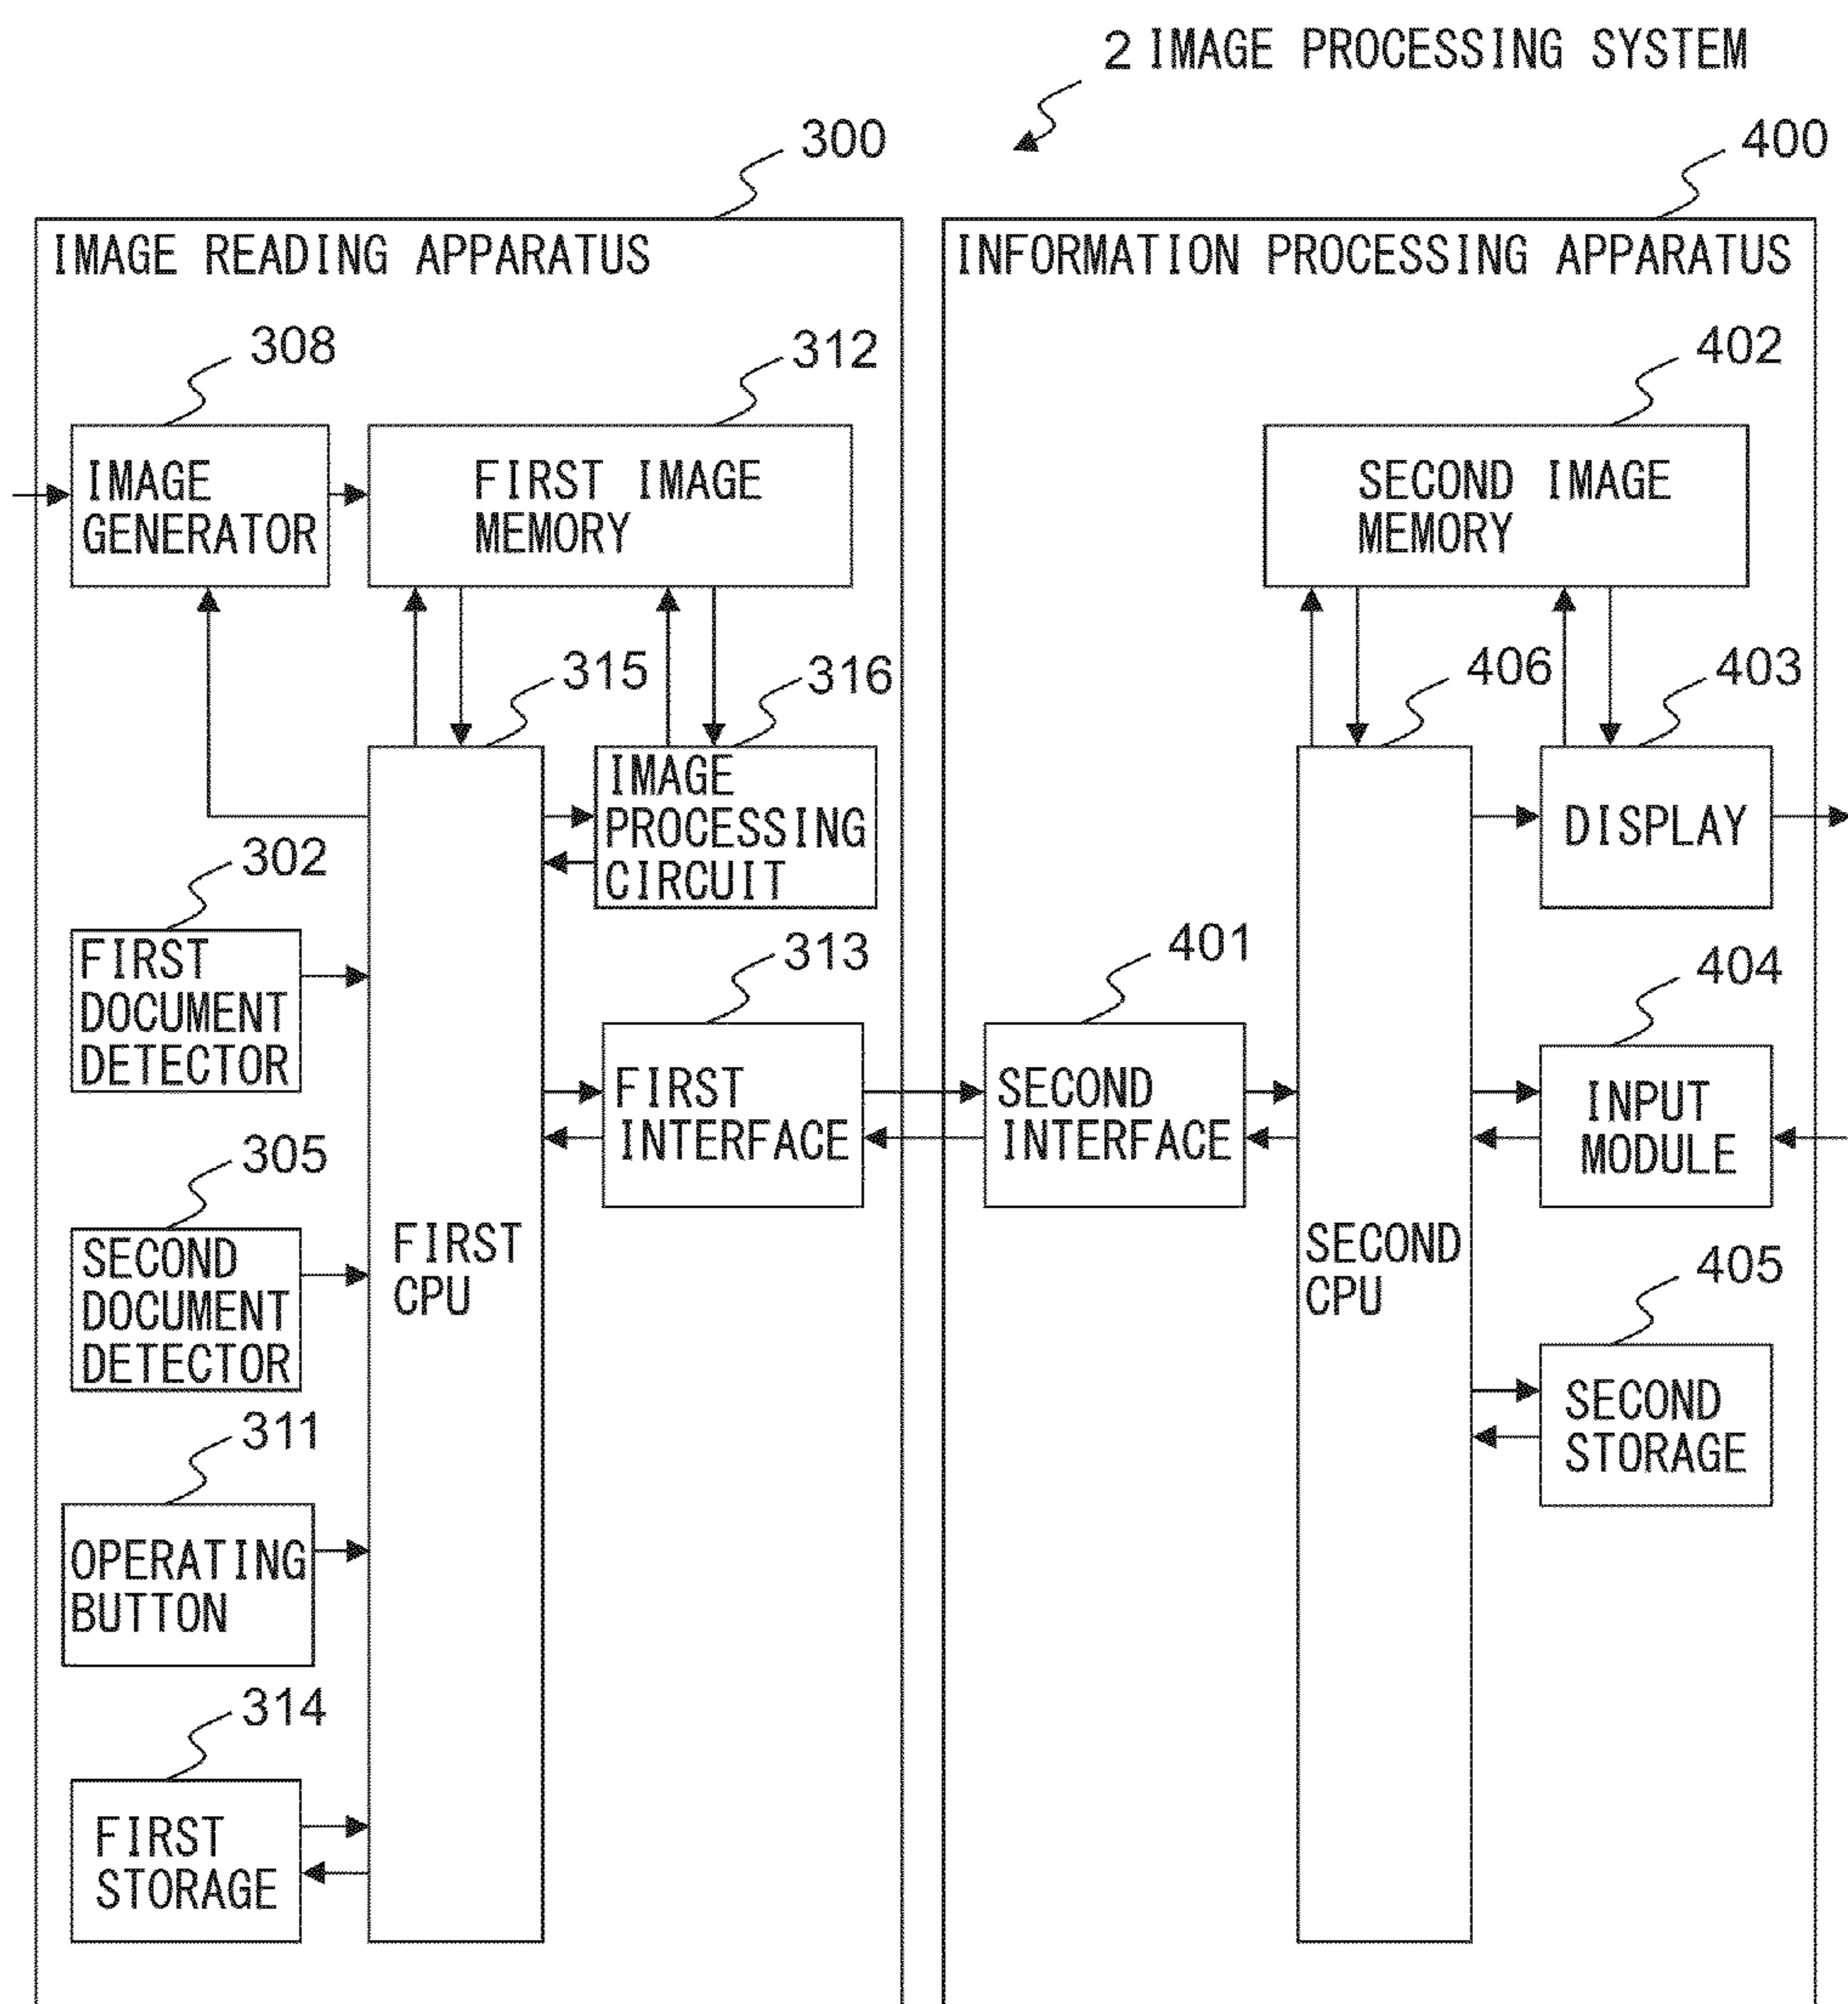 2 IMAGE PROCESSING SYSTEM
300
400
IMAGE READING APPARATUS
INFORMATION PROCESSING APPARATUS
308
312
402
IMAGE
GENERATOR
FIRST IMAGE
MEMORY
SECOND IMAGE
MEMORY
315
316
406
403
IMAGE
PROCESSING
CIRCUIT
DISPLAY
302
FIRST
DOCUMENT
DETECTOR
313
401
404
FIRST
INTERFACE
SECOND
INTERFACE
INPUT
MODULE
305
SECOND
DOCUMENT
DETECTOR
FIRST
CPU
SECOND
CPU
405
SECOND
STORAGE
311
OPERATING
BUTTON
314
FIRST
STORAGE